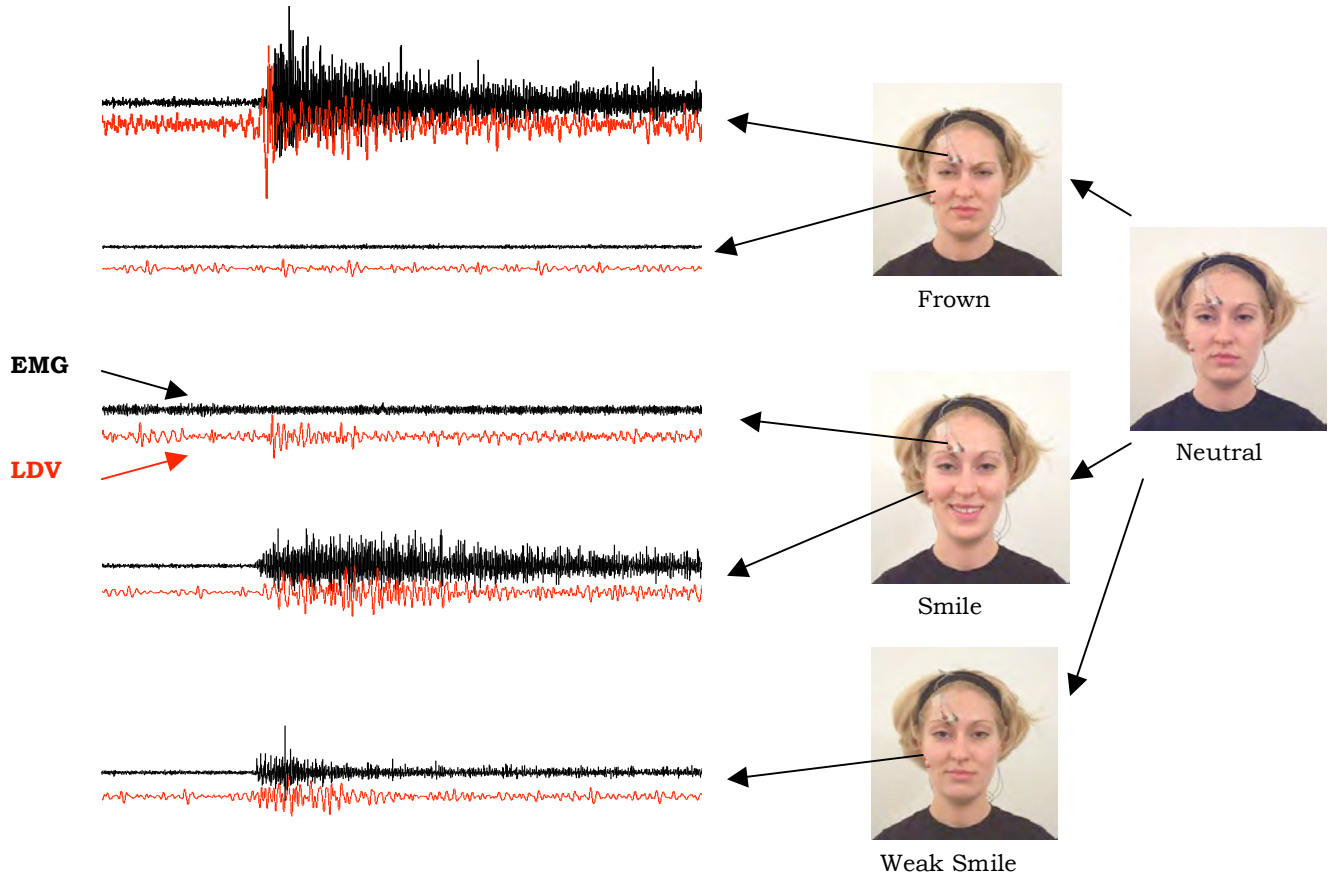 Frown
EMG
LDV
Neutral
Smile
Weak Smile